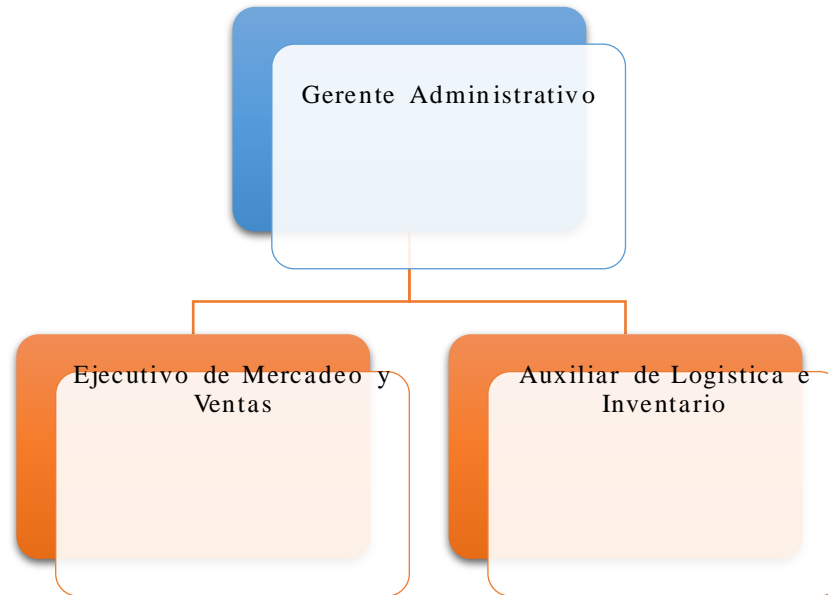 Gerente Administrativo
Ejecutivo de Mercadeo y
Ventas
Auxiliar de Logistica e
Inventario